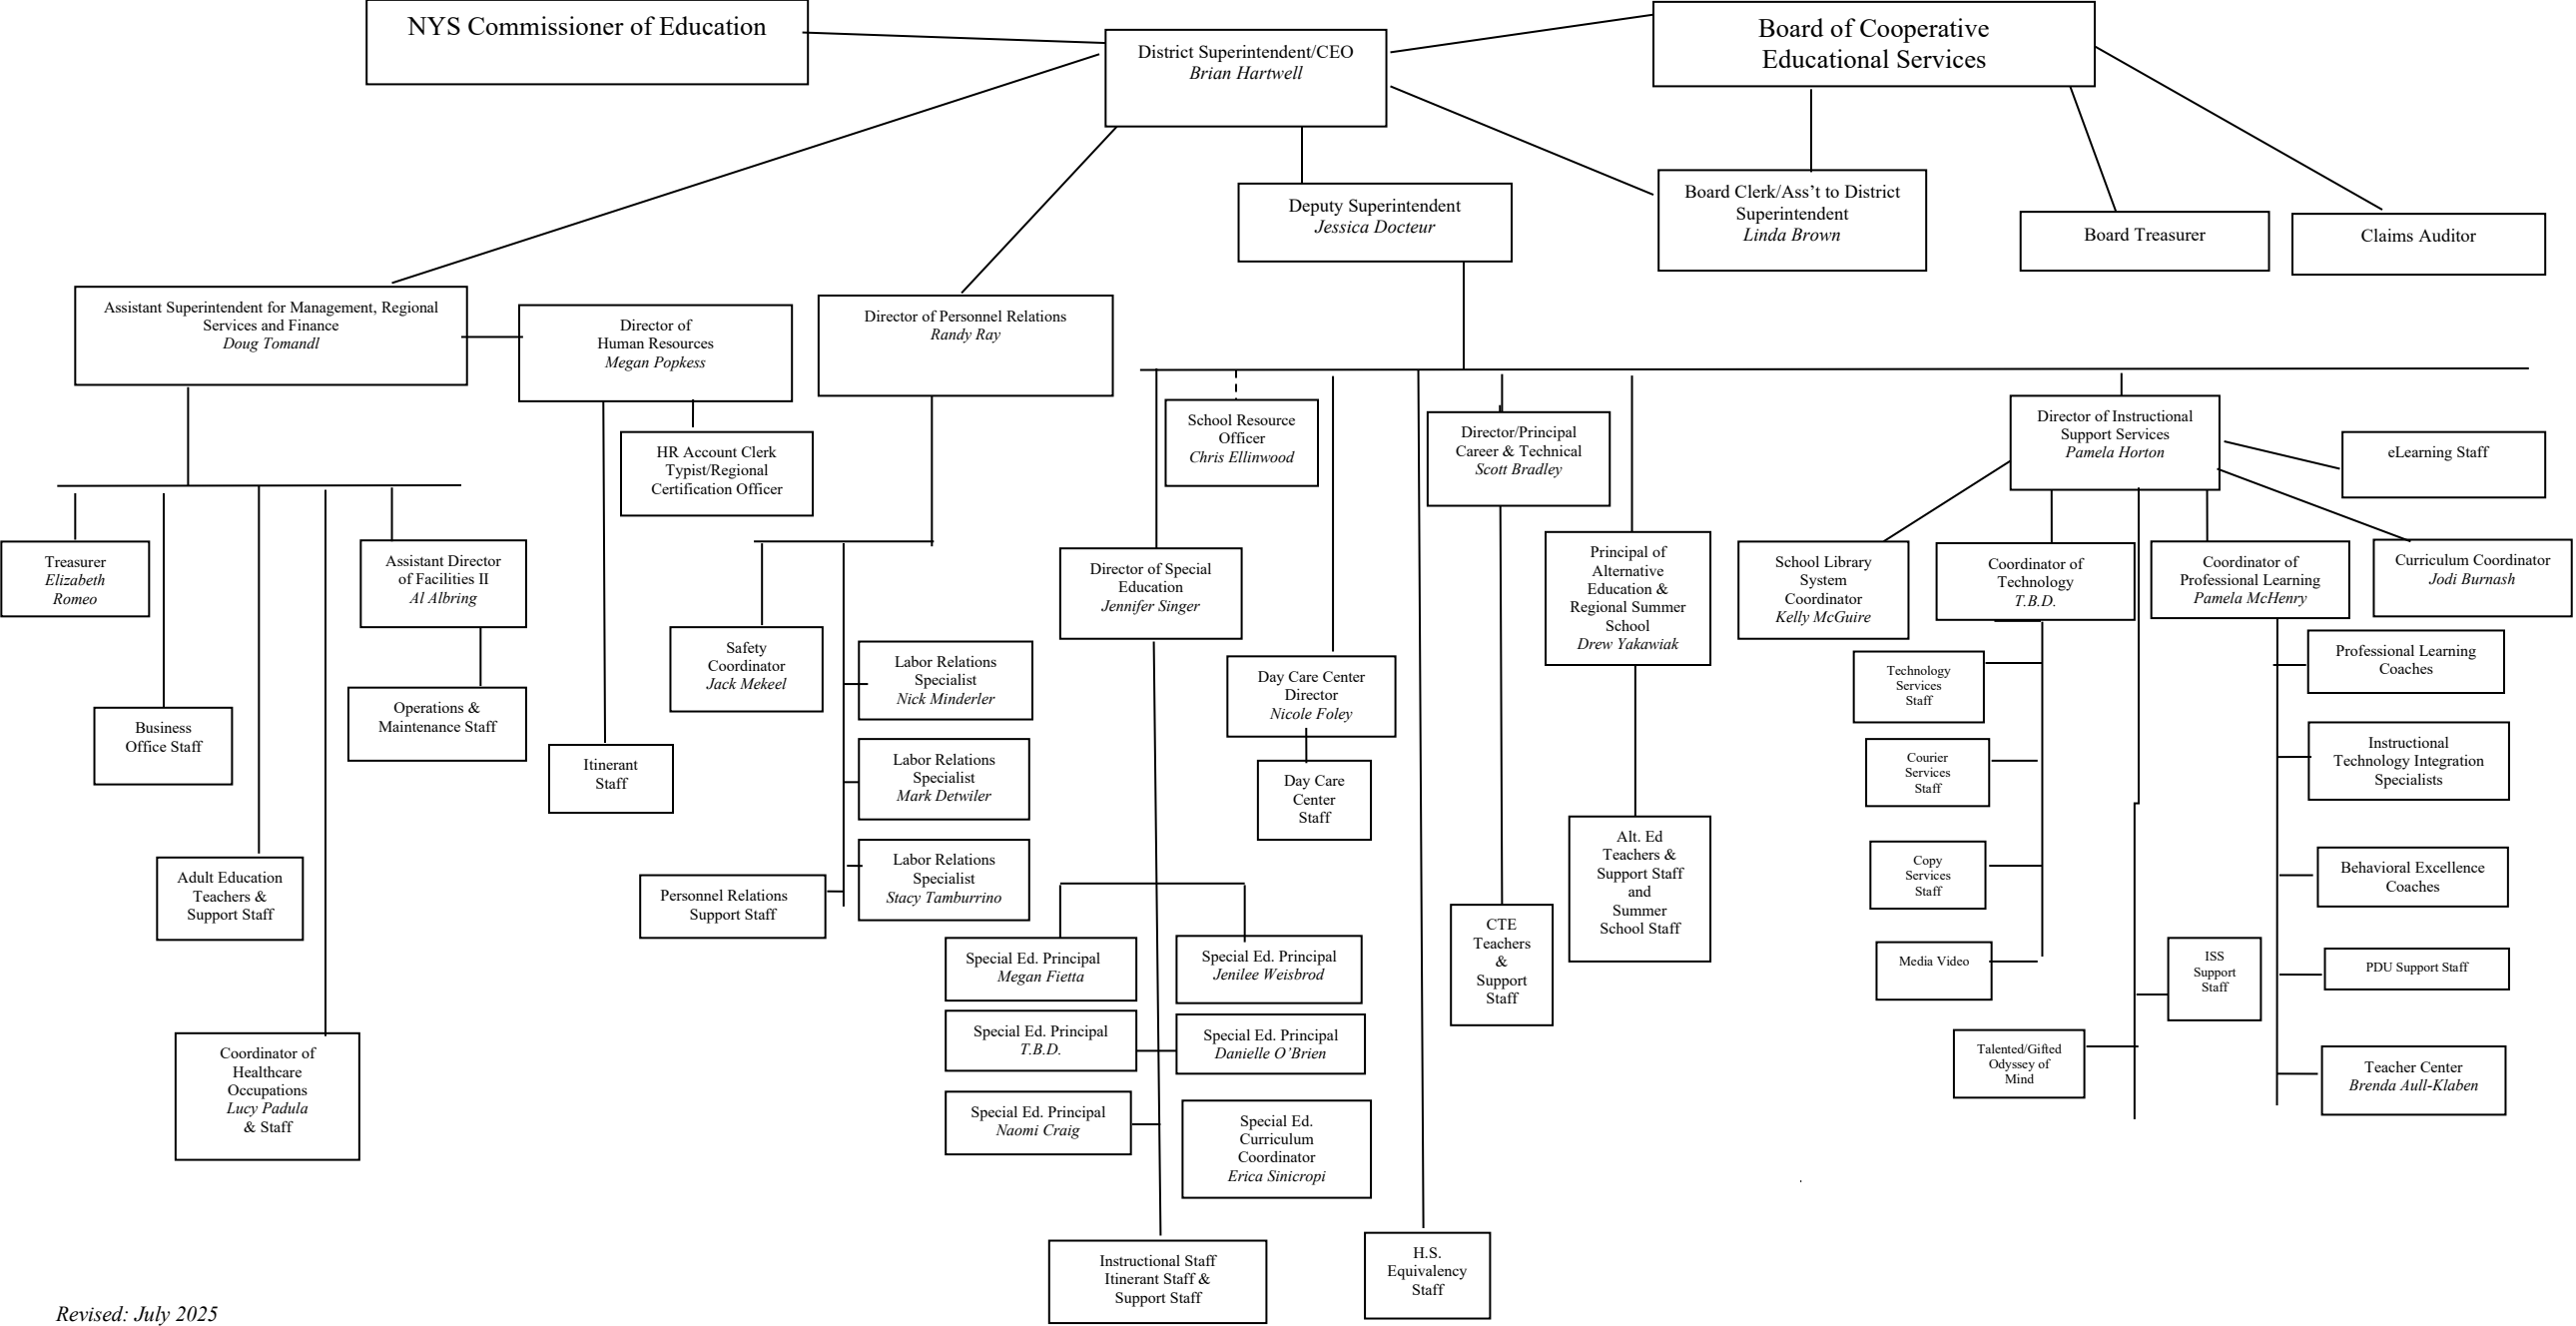 NYS Commissioner of Education
District Superintendent/CEO
Brian Hartwell
Board of Cooperative
Educational Services
Deputy Superintendent
Jessica Docteur
Board Clerk/Ass’t to District
Superintendent
Linda Brown
Board Treasurer
Claims Auditor
Assistant Superintendent for Management, Regional
Services and Finance
Doug Tomandl
Director of
Human Resources
Megan Popkess
Director of Personnel Relations
Randy Ray
HR Account Clerk
Typist/Regional
Certification Officer
School Resource
Officer
Chris Ellinwood
Director/Principal
Career & Technical
Scott Bradley
Director of Instructional
Support Services
Pamela Horton
eLearning Staff
Treasurer
Elizabeth
Romeo
Assistant Director
of Facilities II
Al Albring
Director of Special
Education
Jennifer Singer
Principal of
Alternative
Education &
Regional Summer
School
Drew Yakawiak
School Library
System
Coordinator
Kelly McGuire
Coordinator of
Technology
T.B.D.
Coordinator of
Professional Learning
Pamela McHenry
Curriculum Coordinator
Jodi Burnash
Business
Office Staff
Operations &
Maintenance Staff
Itinerant
Staff
Safety
Coordinator
Jack Mekeel
Labor Relations
Specialist
Nick Minderler
Labor Relations
Specialist
Mark Detwiler
Labor Relations
Specialist
Stacy Tamburrino
Personnel Relations
Support Staff
Day Care Center
Director
Nicole Foley
Day Care
Center
Staff
Technology
Services
Staff
Courier
Services
Staff
Copy
Services
Staff
Media Video
Professional Learning
Coaches
Instructional
Technology Integration
Specialists
Behavioral Excellence
Coaches
PDU Support Staff
Teacher Center
Brenda Aull-Klaben
Adult Education
Teachers &
Support Staff
Alt. Ed
Teachers &
Support Staff
and
Summer
School Staff
CTE
Teachers
&
Support
Staff
ISS
Support
Staff
Talented/Gifted
Odyssey of
Mind
Special Ed. Principal
Megan Fietta
Special Ed. Principal
Jenilee Weisbrod
Special Ed. Principal
T.B.D.
Special Ed. Principal
Danielle O’Brien
Special Ed. Principal
Naomi Craig
Special Ed.
Curriculum
Coordinator
Erica Sinicropi
Coordinator of
Healthcare
Occupations
Lucy Padula
& Staff
Instructional Staff
Itinerant Staff &
Support Staff
H.S.
Equivalency
Staff
Revised: July 2025